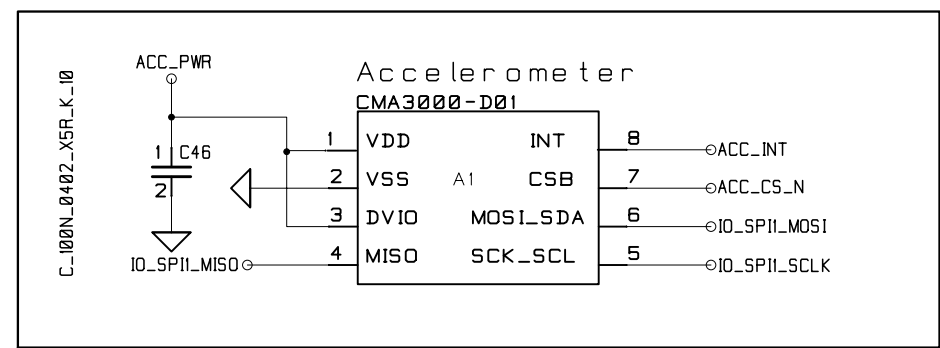 ACC_PWR
C_100N_0402_X5R_K_10
1 C46
2
Accelerometer
CMA3000-D01
1 VDD INT 8 ACC_INT
2 VSS A1 CSB 7 ACC_CS_N
3 DVIO MOSI_SDA 6 IO_SPI1_MOSI
IO_SPI1_MISO 4 MISO SCK_SCL 5 IO_SPI1_SCLK